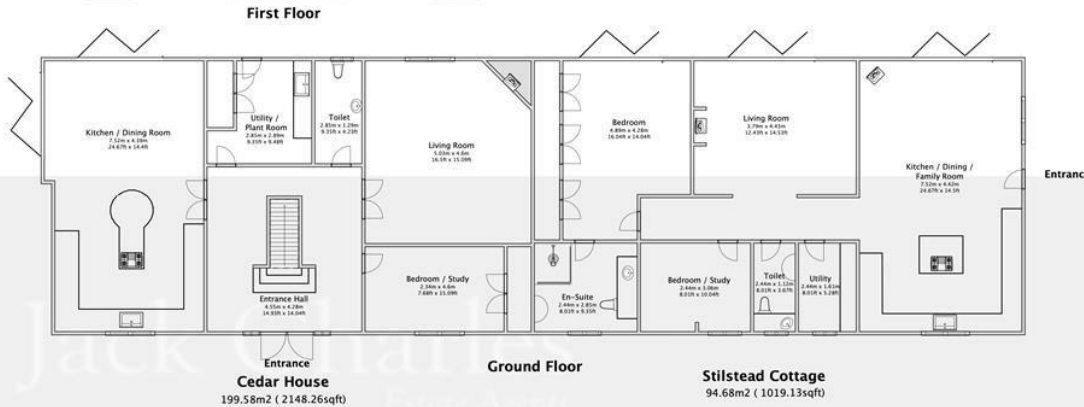 First Floor
Kitchen / Dining Room
7.52m x 4.39m
24.67ft x 14.4ft
Utility /
Plant Room
2.85m x 2.89m
9.35ft x 9.48ft
Toilet
2.85m x 1.29m
9.35ft x 4.23ft
Living Room
5.03m x 4.6m
16.5ft x 15.09ft
Bedroom
4.89m x 4.28m
16.04ft x 14.04ft
Living Room
3.79m x 4.43m
12.43ft x 14.53ft
Kitchen / Dining /
Family Room
7.52m x 4.42m
24.67ft x 14.5ft
Entranc
Entrance Hall
4.55m x 4.28m
14.93ft x 14.04ft
Bedroom / Study
2.34m x 4.6m
7.68ft x 15.09ft
En-Suite
2.44m x 2.85m
8.01ft x 9.35ft
Bedroom / Study
2.44m x 3.06m
8.01ft x 10.04ft
Toilet
2.44m x 1.12m
8.01ft x 3.67ft
Utility
2.44m x 1.61m
8.01ft x 5.28ft
Jack Charles
Estate Agents
Entrance
Ground Floor
Cedar House
199.58m2 ( 2148.26sqft)
Stilstead Cottage
94.68m2 ( 1019.13sqft)